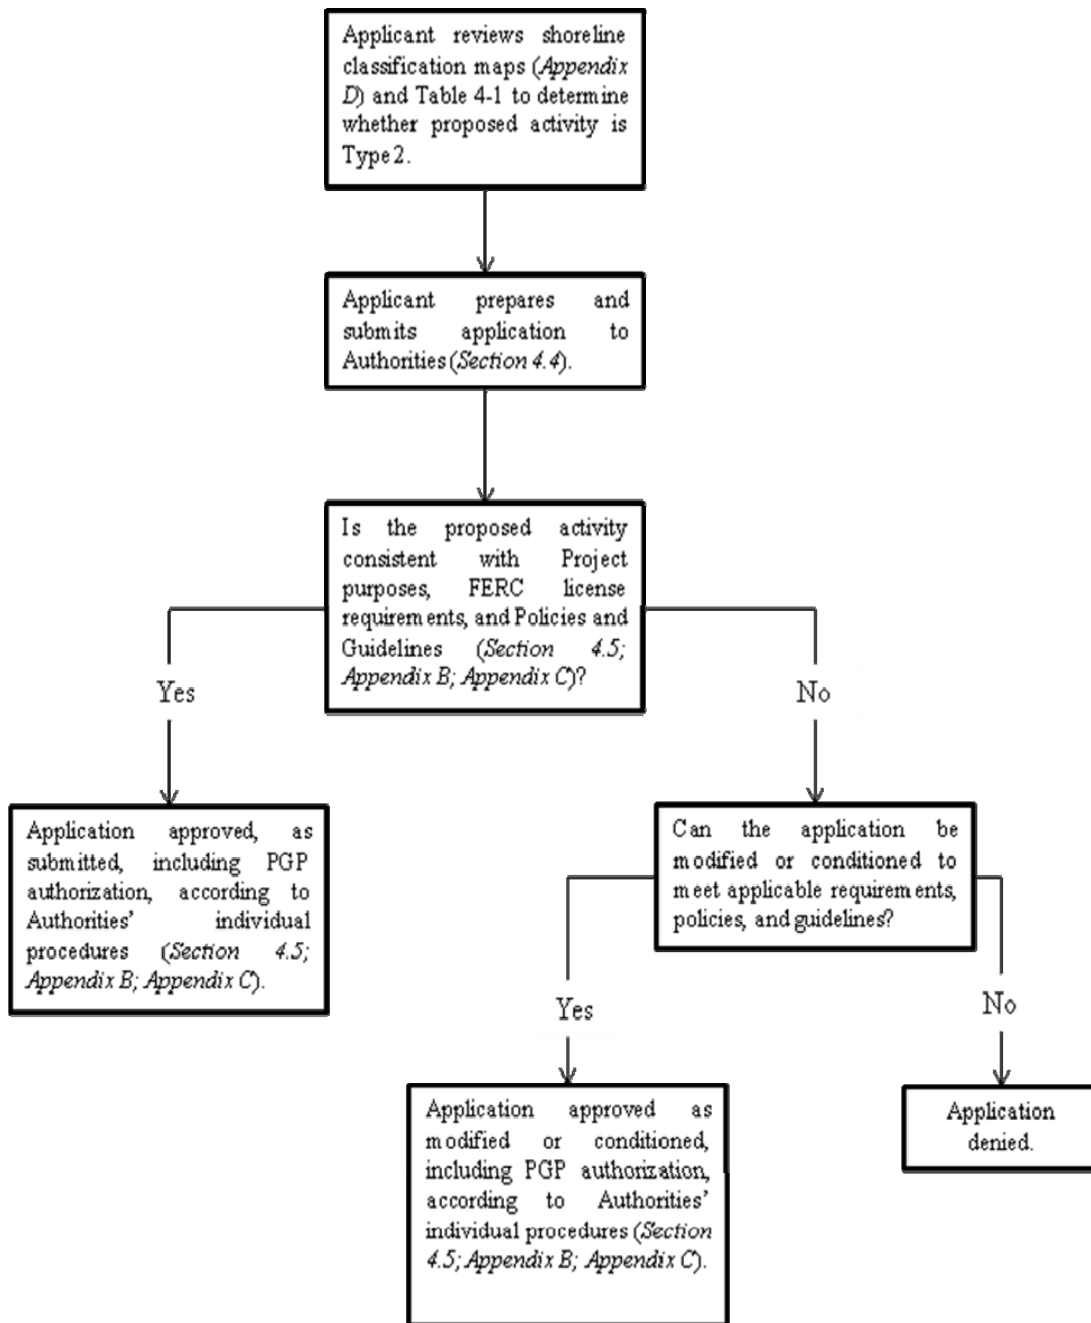 Applicant reviews shoreline
classification maps (Appendix
D) and Table 4-1 to determine
whether proposed activity is
Type 2.
Applicant prepares and
submits application to
Authorities (Section 4.4).
Is the proposed activity
consistent with Project
purposes, FERC license
requirements, and Policies and
Guidelines (Section 4.5;
Appendix B; Appendix C)?
Yes
No
Application approved, as
submitted, including PGP
authorization, according to
Authorities' individual
procedures (Section 4.5;
Appendix B; Appendix C).
Can the application be
modified or conditioned to
meet applicable requirements,
policies, and guidelines?
Yes
No
Application approved as
modified or conditioned,
including PGP authorization,
according to Authorities'
individual procedures (Section
4.5; Appendix B; Appendix C).
Application
denied.